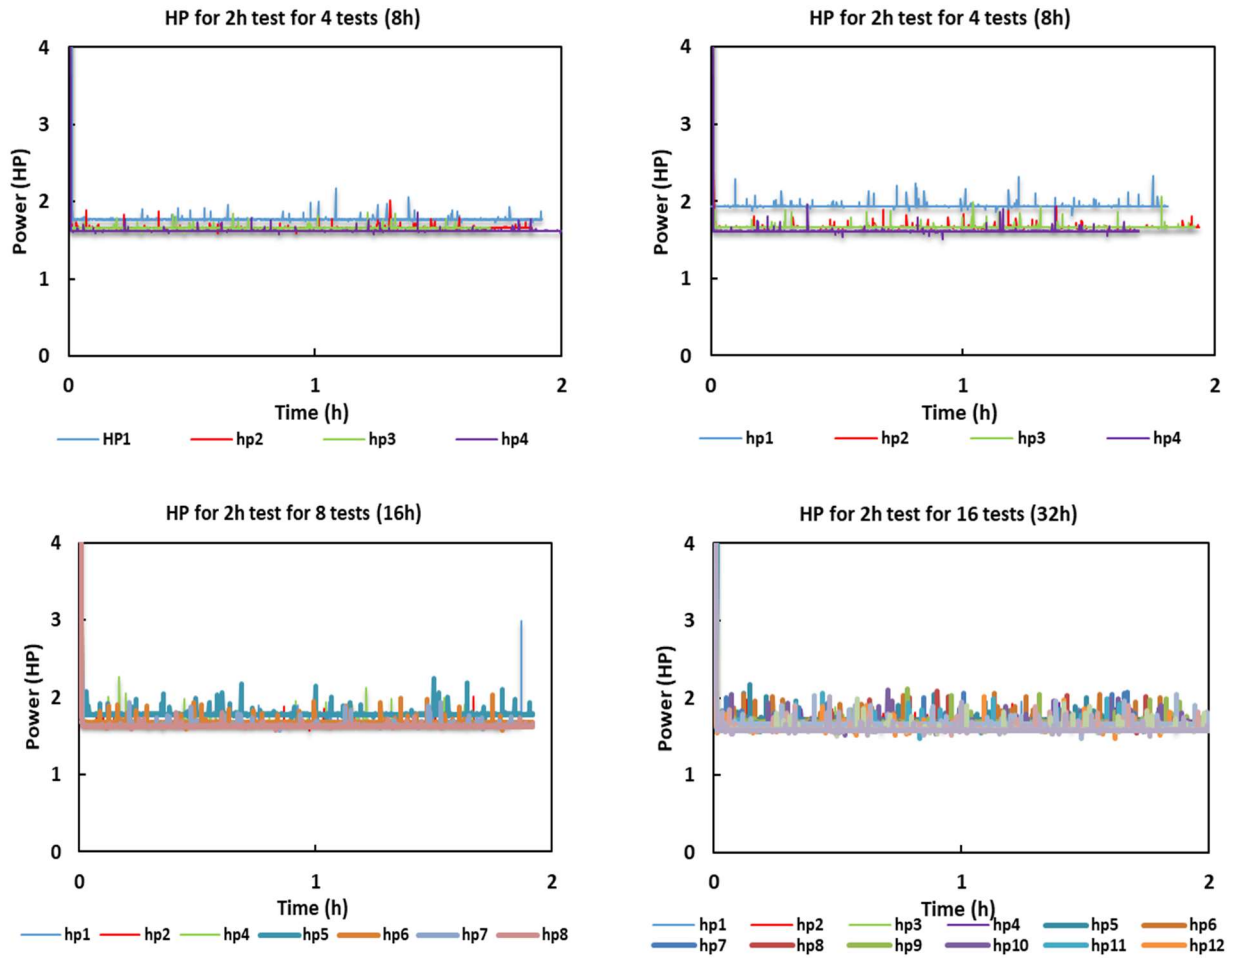 HP for 2h test for 4 tests (8h)
4
3
2
1
0
Power (HP)
0 1 2
Time (h)
HP1 hp2 hp3 hp4
HP for 2h test for 4 tests (8h)
4
3
2
1
0
Power (HP)
0 1 2
Time (h)
hp1 hp2 hp3 hp4
HP for 2h test for 8 tests (16h)
4
3
2
1
0
Power (HP)
0 1 2
Time (h)
hp1 hp2 hp4 hp5 hp6 hp7 hp8
HP for 2h test for 16 tests (32h)
4
3
2
1
0
Power (HP)
0 1 2
Time (h)
hp1 hp2 hp3 hp4 hp5 hp6
hp7 hp8 hp9 hp10 hp11 hp12